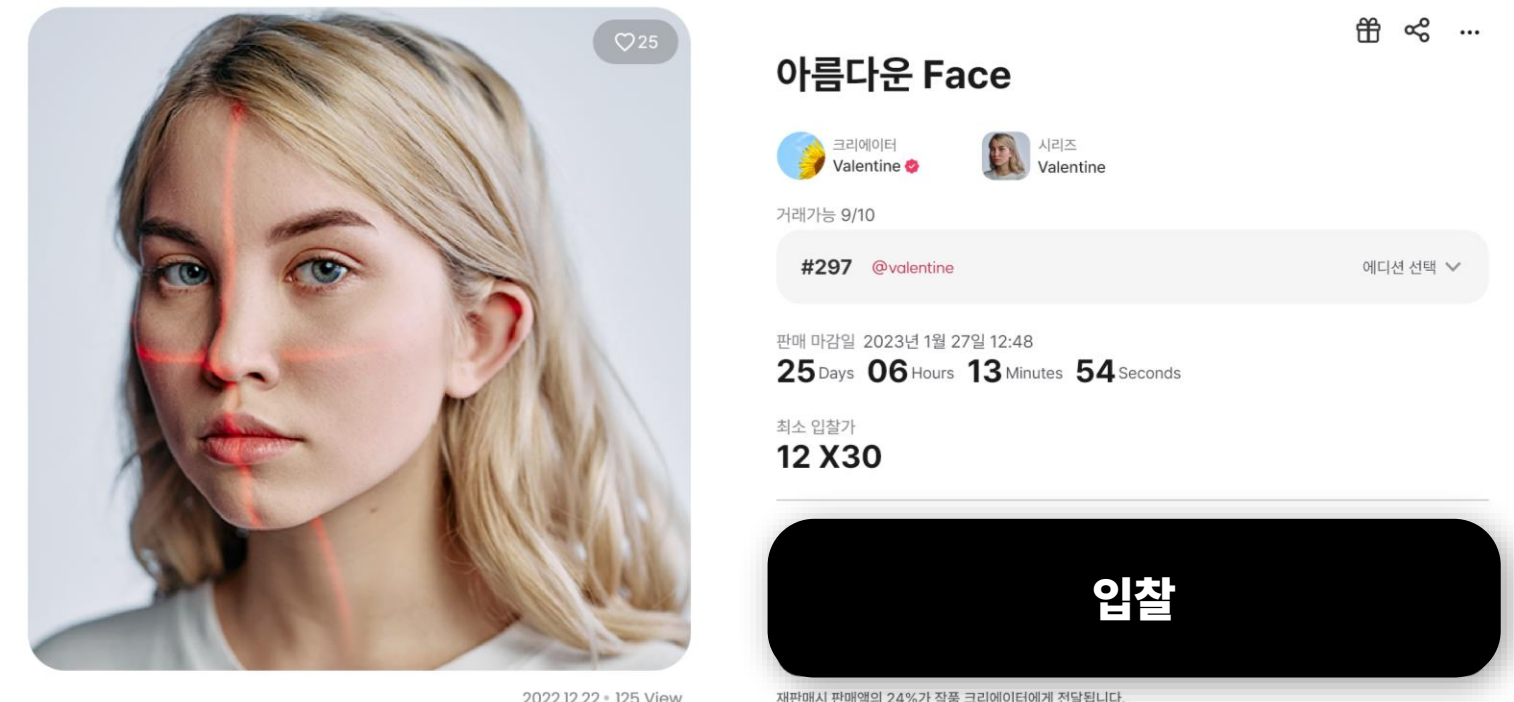 25
아름다운 Face
크리에이터
Valentine
시리즈
Valentine
거래가능 9/10
#297 @valentine 에디션 선택
판매 마감일 2023년 1월 27일 12:48
25 Days 06 Hours 13 Minutes 54 Seconds
최소 입찰가
12 X30
입찰
2022.12.22 • 125 View
재판매시 판매액의 24%가 작품 크리에이터에게 전달됩니다.